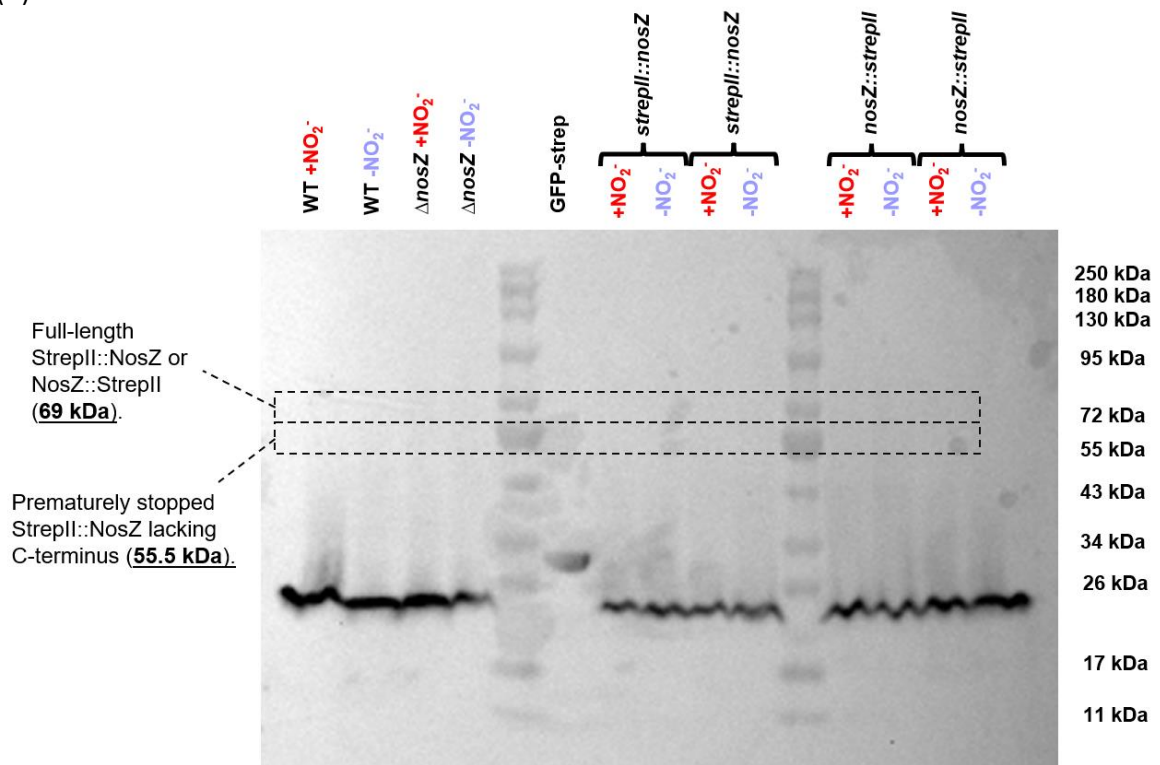 WT +NO₂⁻
WT -NO₂⁻
ΔnosZ +NO₂⁻
ΔnosZ -NO₂⁻
GFP-strep
strepII::nosZ
+NO₂⁻
-NO₂⁻
strepII::nosZ
+NO₂⁻
-NO₂⁻
nosZ::strepII
+NO₂⁻
-NO₂⁻
nosZ::strepII
+NO₂⁻
-NO₂⁻
250 kDa
180 kDa
130 kDa
95 kDa
72 kDa
55 kDa
43 kDa
34 kDa
26 kDa
17 kDa
11 kDa
Full-length
StrepII::NosZ or
NosZ::StrepII
(69 kDa).
Prematurely stopped
StrepII::NosZ lacking
C-terminus (55.5 kDa).